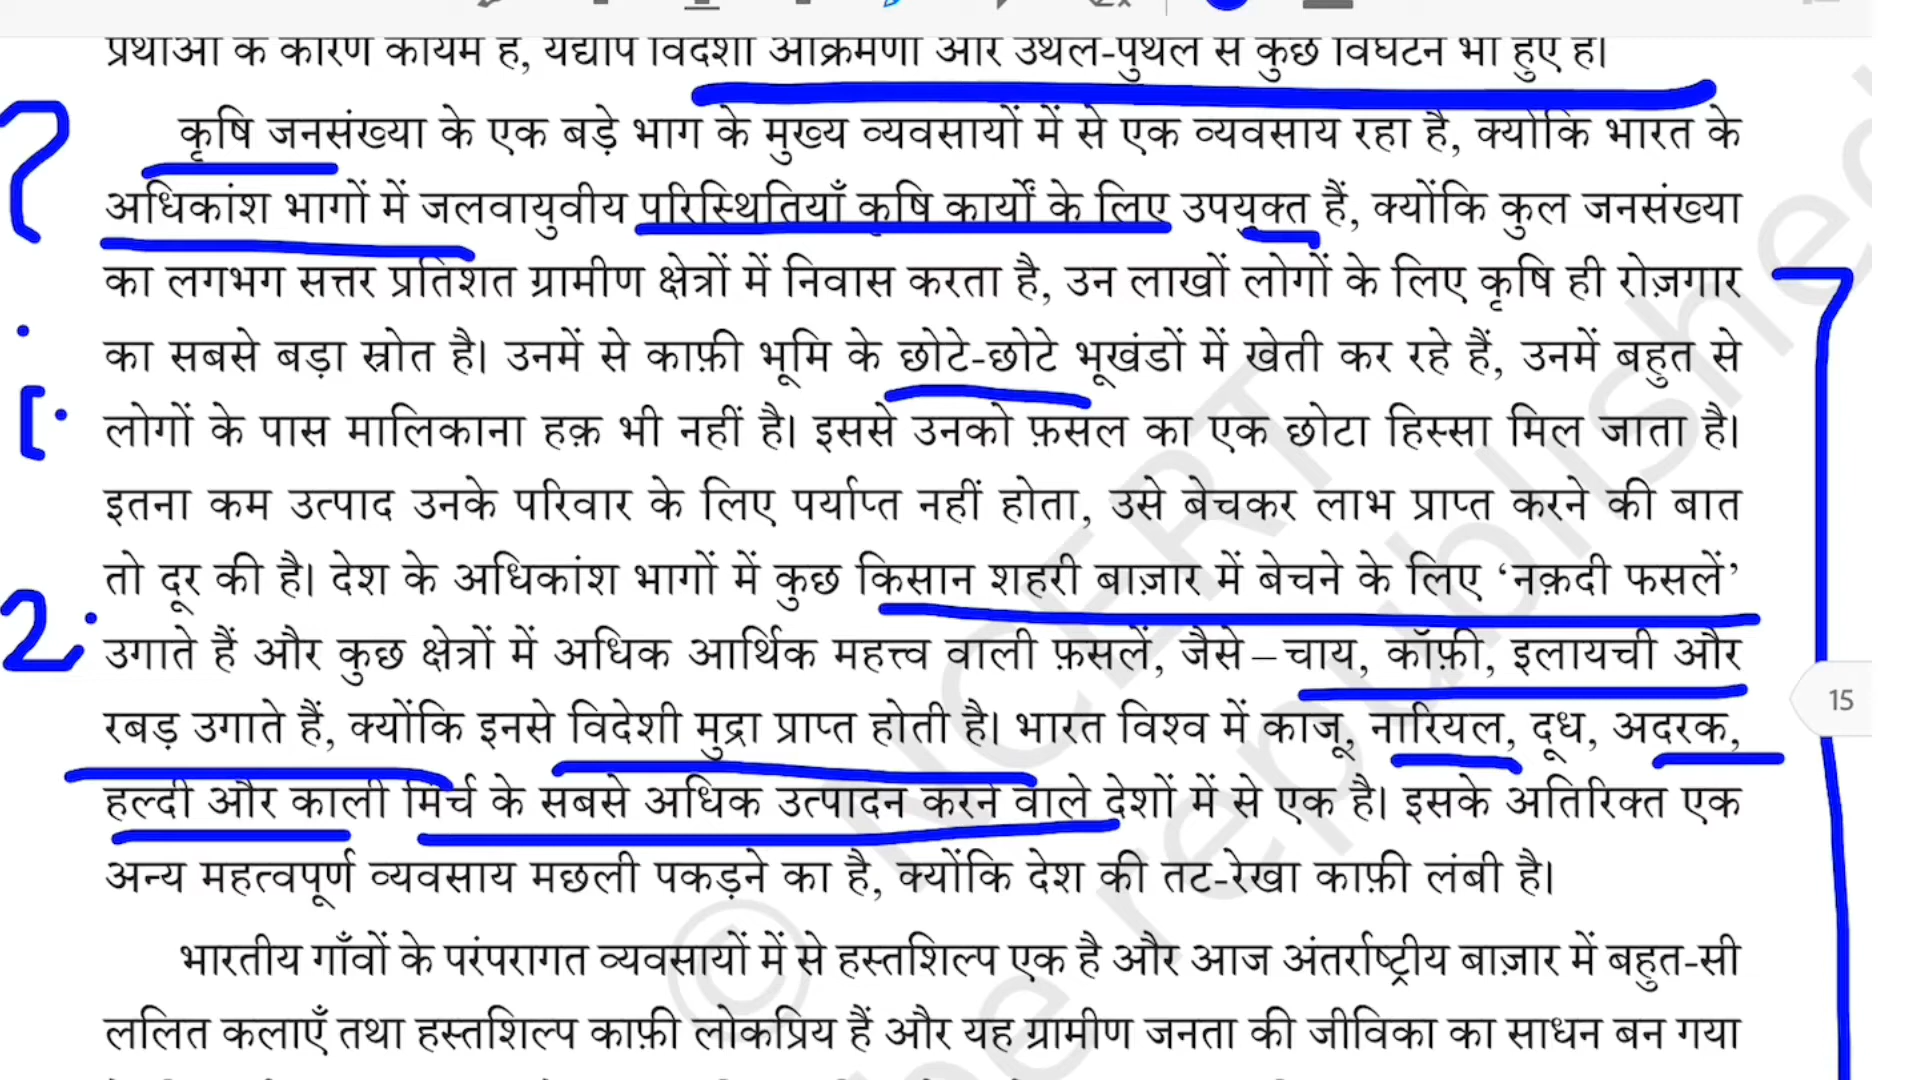 प्रथाओं के कारण कायम है, यद्यपि विदेशी आक्रमणों और उथल-पुथल से कुछ विघटन भी हुए हैं।
कृषि जनसंख्या के एक बड़े भाग के मुख्य व्यवसायों में से एक व्यवसाय रहा है, क्योंकि भारत के
अधिकांश भागों में जलवायुवीय परिस्थितियाँ कृषि कार्यों के लिए उपयुक्त हैं, क्योंकि कुल जनसंख्या
का लगभग सत्तर प्रतिशत ग्रामीण क्षेत्रों में निवास करता है, उन लाखों लोगों के लिए कृषि ही रोज़गार
का सबसे बड़ा स्रोत है। उनमें से काफ़ी भूमि के छोटे-छोटे भूखंडों में खेती कर रहे हैं, उनमें बहुत से
लोगों के पास मालिकाना हक़ भी नहीं है। इससे उनको फ़सल का एक छोटा हिस्सा मिल जाता है।
इतना कम उत्पाद उनके परिवार के लिए पर्याप्त नहीं होता, उसे बेचकर लाभ प्राप्त करने की बात
तो दूर की है। देश के अधिकांश भागों में कुछ किसान शहरी बाज़ार में बेचने के लिए ‘नक़दी फसलें’
2. उगाते हैं और कुछ क्षेत्रों में अधिक आर्थिक महत्त्व वाली फ़सलें, जैसे – चाय, कॉफ़ी, इलायची और
रबड़ उगाते हैं, क्योंकि इनसे विदेशी मुद्रा प्राप्त होती है। भारत विश्व में काजू, नारियल, दूध, अदरक,
15
हल्दी और काली मिर्च के सबसे अधिक उत्पादन करने वाले देशों में से एक है। इसके अतिरिक्त एक
अन्य महत्वपूर्ण व्यवसाय मछली पकड़ने का है, क्योंकि देश की तट-रेखा काफ़ी लंबी है।
भारतीय गाँवों के परंपरागत व्यवसायों में से हस्तशिल्प एक है और आज अंतर्राष्ट्रीय बाज़ार में बहुत-सी
ललित कलाएँ तथा हस्तशिल्प काफ़ी लोकप्रिय हैं और यह ग्रामीण जनता की जीविका का साधन बन गया
© NCERT
be republished